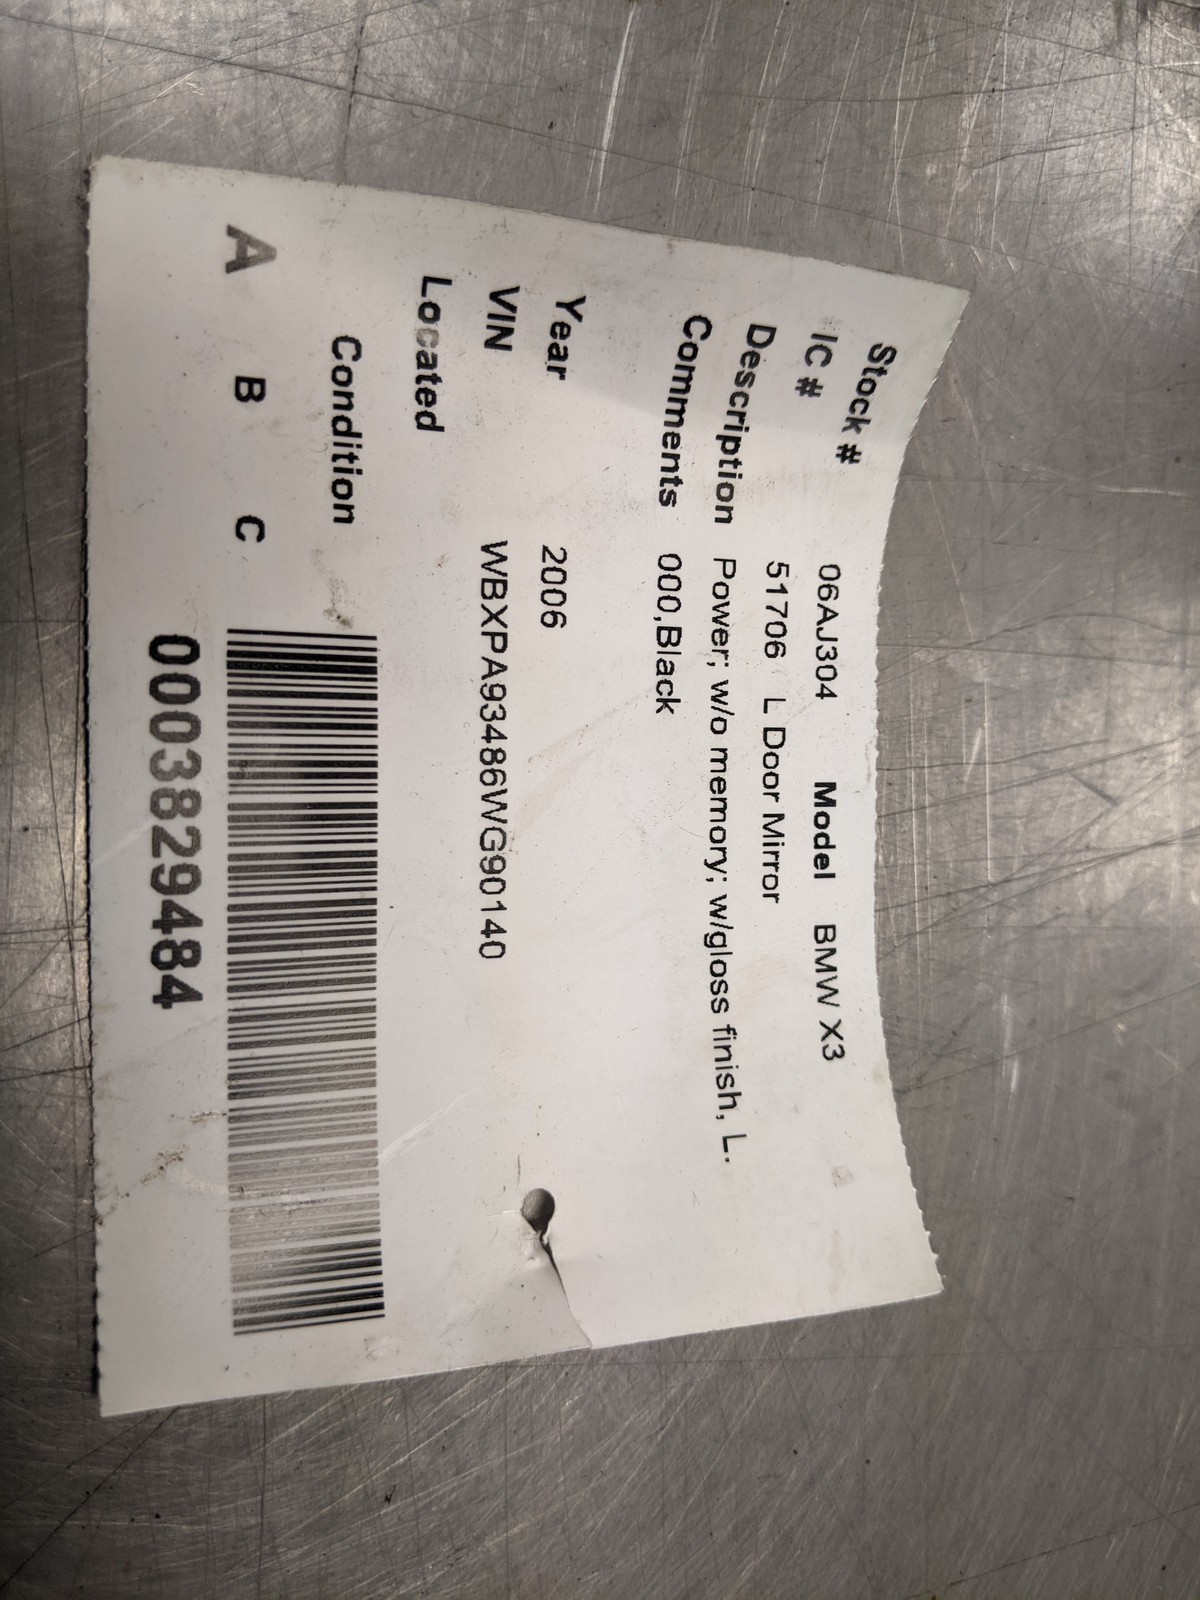 Stock # 06AJ304 Model BMW X3
IC # 51706 L Door Mirror
Description Power; w/o memory; w/gloss finish, L.
Comments 000,Black
Year 2006
VIN WBXPA93486WG90140
Located
Condition
A B C
0003829484